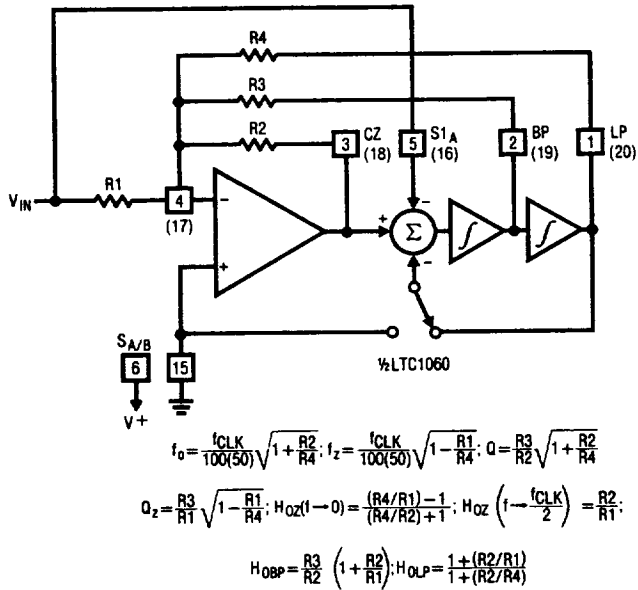 R4
R3
R2
CZ
3
(18)
S1A
5
(16)
BP
2
(19)
LP
1
(20)
VIN
R1
4
(17)
−
+
+
−
−
Σ
∫
∫
SA/B
6
V+
15
½LTC1060
f₀ = fCLK/100(50) √(1 + R2/R4); fz = fCLK/100(50) √(1 − R1/R4); Q = R3/R2 √(1 + R2/R4)
Qz = R3/R1 √(1 − R1/R4); HOZ(f→0) = (R4/R1) − 1/(R4/R2) + 1; HOZ (f→ fCLK/2) = R2/R1;
HOBP = R3/R2 (1 + R2/R1); HOLP = 1 + (R2/R1)/1 + (R2/R4)